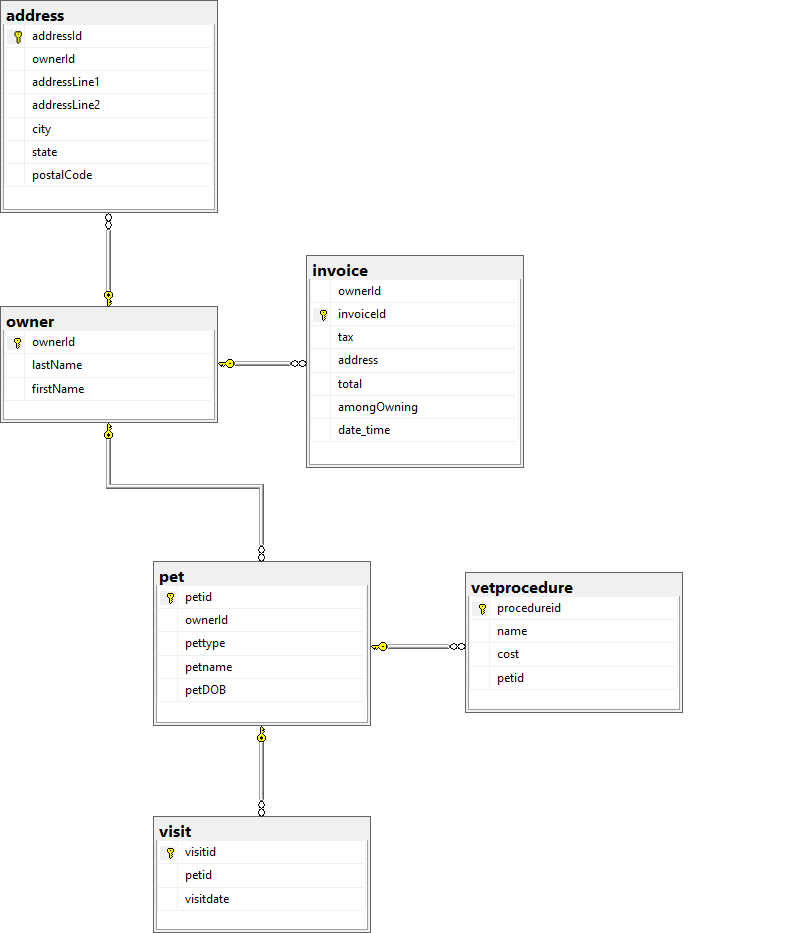 address
addressId
ownerId
addressLine1
addressLine2
city
state
postalCode
invoice
ownerId
invoiceId
tax
address
total
amongOwning
date_time
owner
ownerId
lastName
firstName
pet
petid
ownerId
pettype
petname
petDOB
vetprocedure
procedureid
name
cost
petid
visit
visitid
petid
visitdate